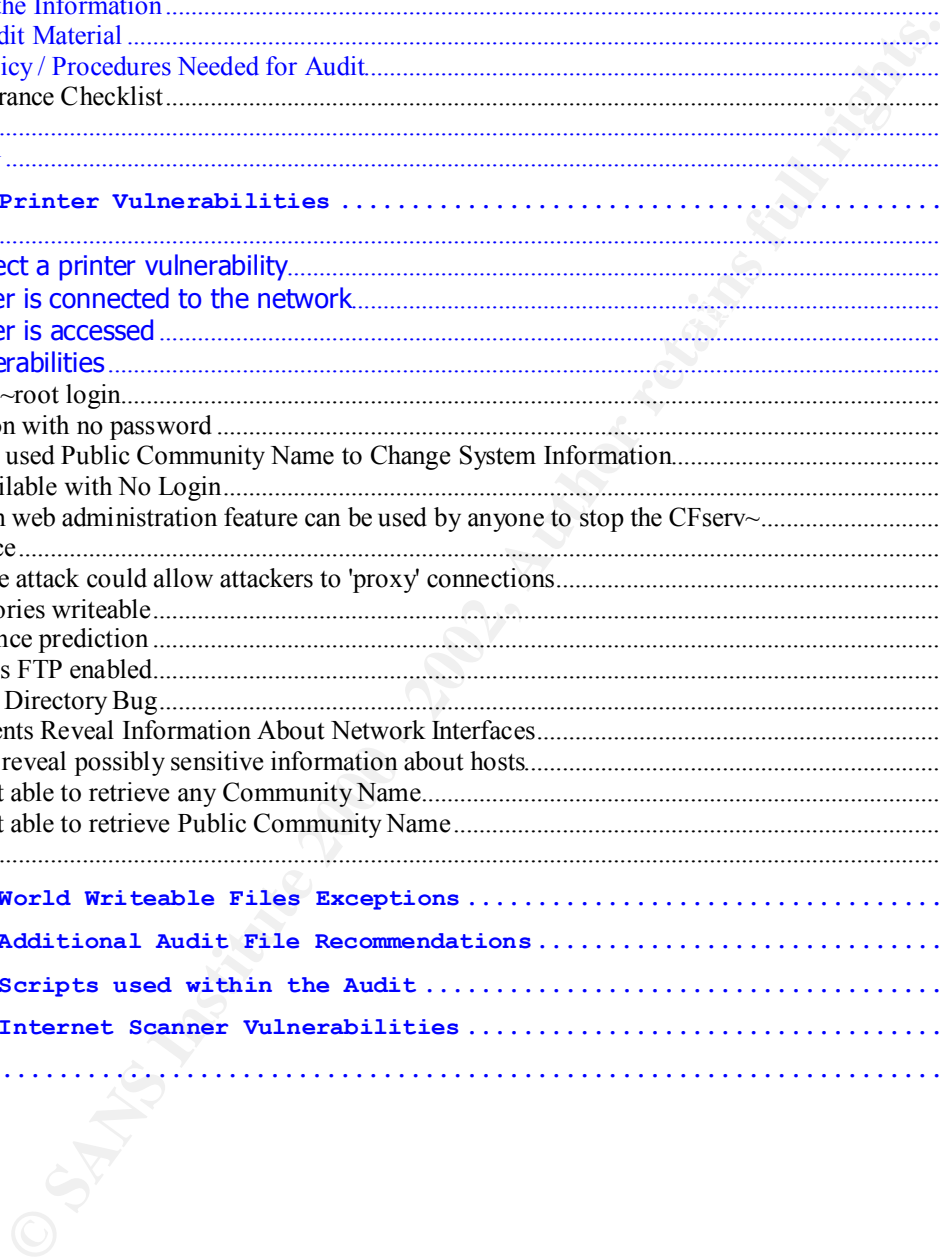 the Information
dit Material
icy / Procedures Needed for Audit
rance Checklist
Printer Vulnerabilities
ect a printer vulnerability
er is connected to the network
er is accessed
erabilities
~root login
on with no password
used Public Community Name to Change System Information
ilable with No Login
n web administration feature can be used by anyone to stop the CFserv~
ce
e attack could allow attackers to 'proxy' connections
ories writeable
nce prediction
s FTP enabled
Directory Bug
ents Reveal Information About Network Interfaces
reveal possibly sensitive information about hosts
t able to retrieve any Community Name
t able to retrieve Public Community Name
World Writeable Files Exceptions
Additional Audit File Recommendations
Scripts used within the Audit
Internet Scanner Vulnerabilities
© SANS Institute 2000 - 2002, Author retains full rights.